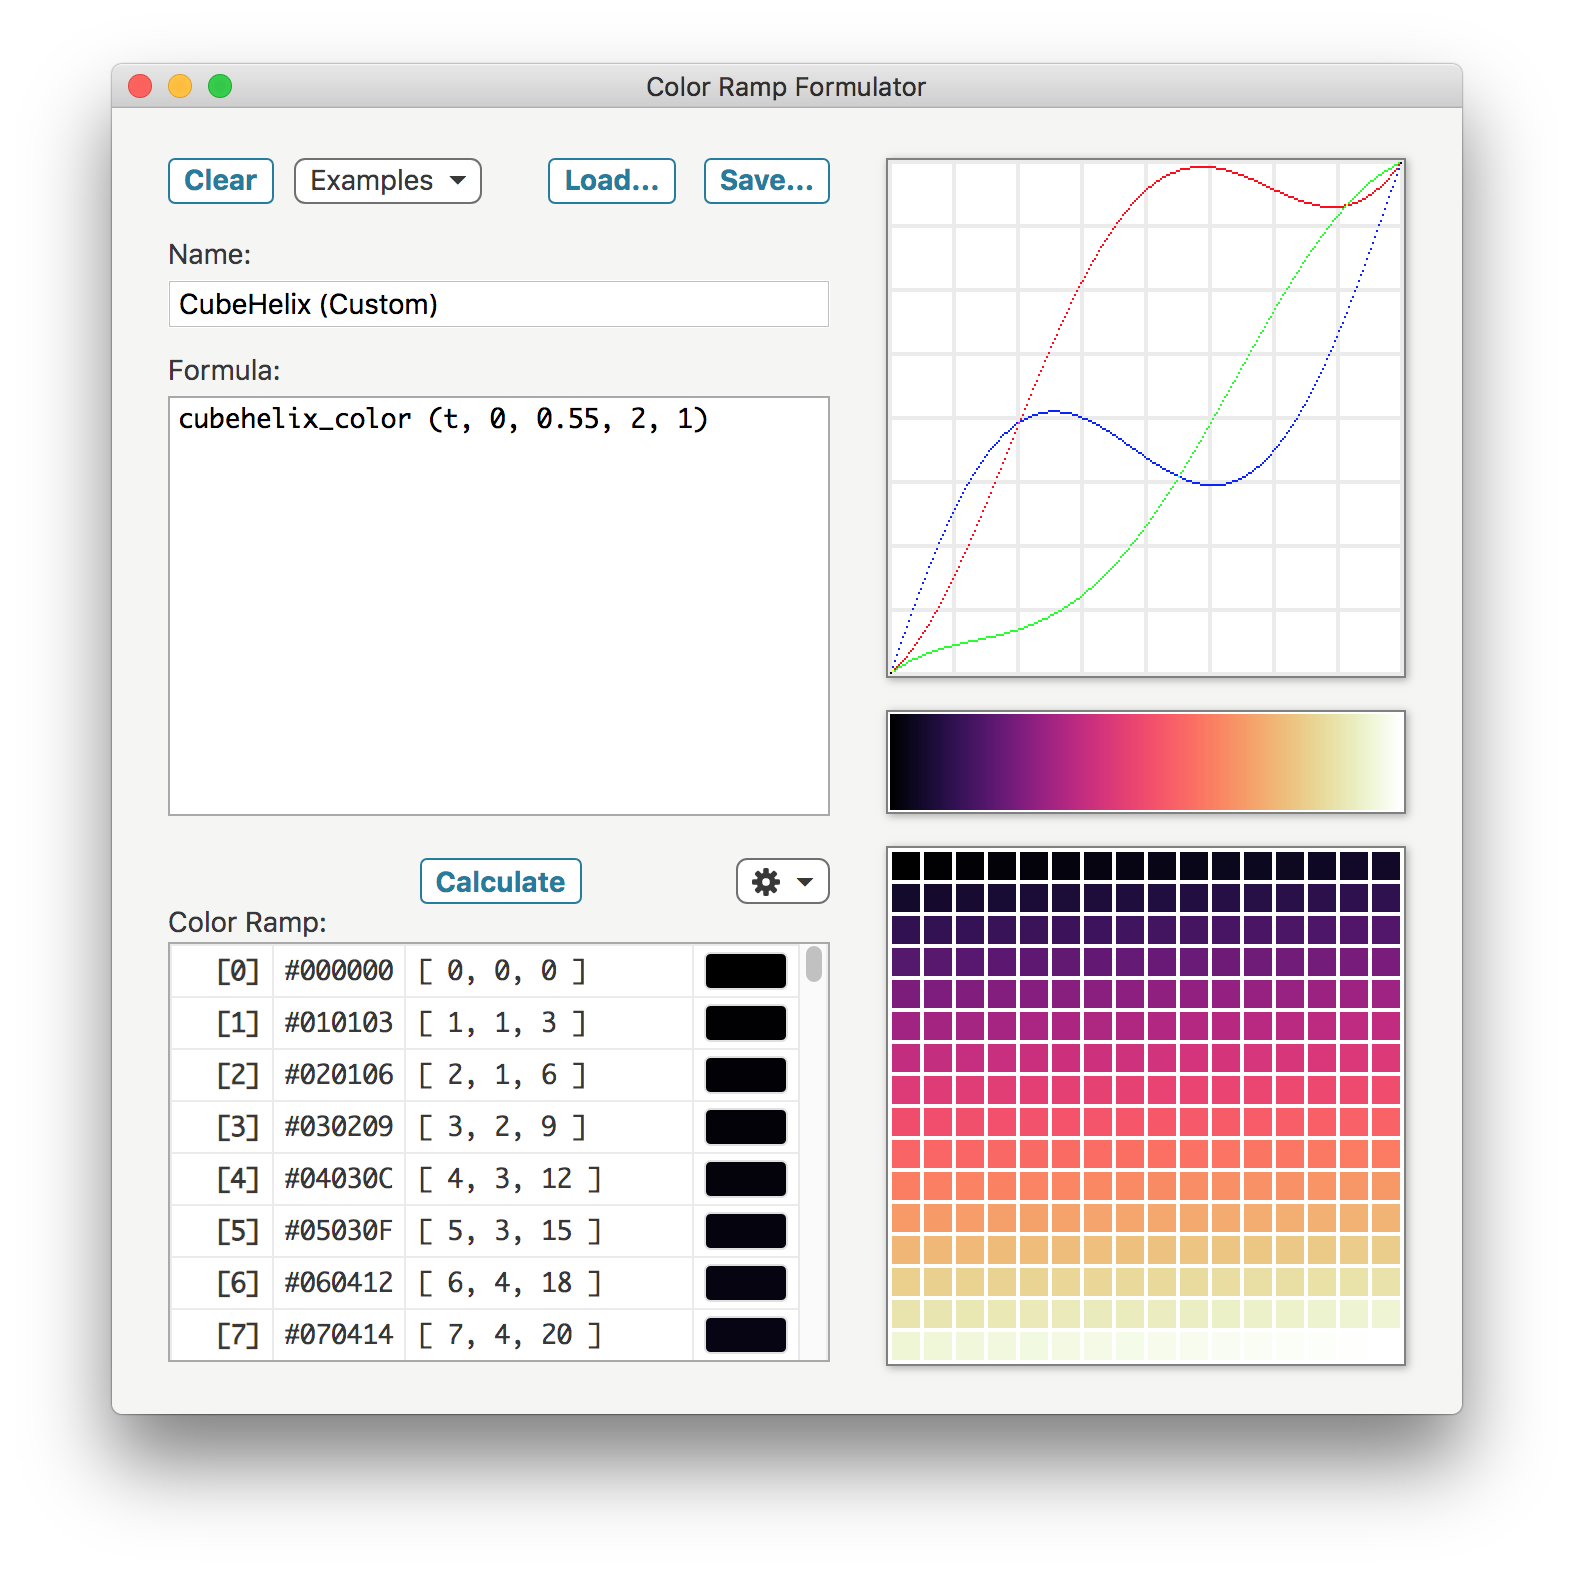 Color Ramp Formulator
Clear Examples Load... Save...
Name:
CubeHelix (Custom)
Formula:
cubehelix_color (t, 0, 0.55, 2, 1)
Calculate
Color Ramp:
[0] #000000 [ 0, 0, 0 ]
[1] #010103 [ 1, 1, 3 ]
[2] #020106 [ 2, 1, 6 ]
[3] #030209 [ 3, 2, 9 ]
[4] #04030C [ 4, 3, 12 ]
[5] #05030F [ 5, 3, 15 ]
[6] #060412 [ 6, 4, 18 ]
[7] #070414 [ 7, 4, 20 ]